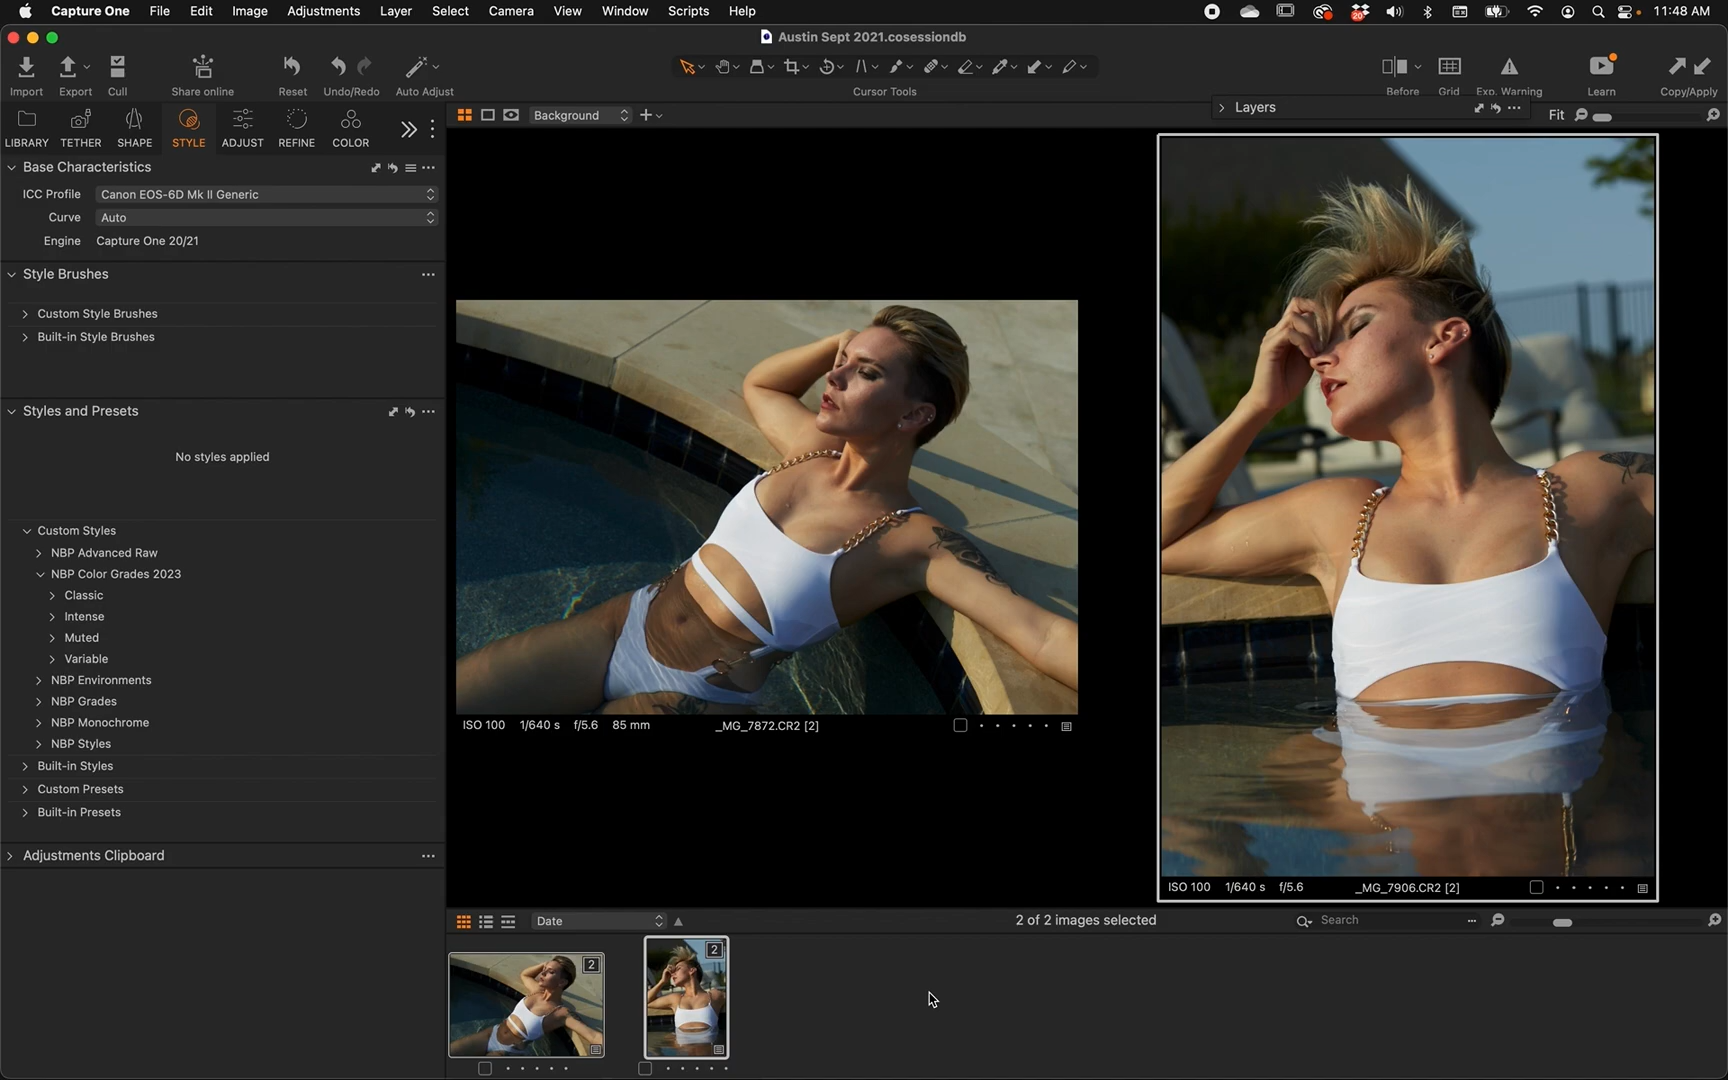 Capture One File Edit Image Adjustments Layer Select Camera View Window Scripts Help 20 11:48 AM
Austin Sept 2021.cosessiondb
Import Export Cull Share online Reset Undo/Redo Auto Adjust Cursor Tools Before Grid Exp. Warning Learn Copy/Apply
LIBRARY TETHER SHAPE STYLE ADJUST REFINE COLOR
Background
Layers
Fit
Base Characteristics
ICC Profile Canon EOS-6D Mk II Generic
Curve Auto
Engine Capture One 20/21
Style Brushes
Custom Style Brushes
Built-in Style Brushes
Styles and Presets
No styles applied
Custom Styles
NBP Advanced Raw
NBP Color Grades 2023
Classic
Intense
Muted
Variable
NBP Environments
NBP Grades
NBP Monochrome
NBP Styles
Built-in Styles
Custom Presets
Built-in Presets
Adjustments Clipboard
ISO 100 1/640 s f/5.6 85 mm _MG_7872.CR2 [2]
ISO 100 1/640 s f/5.6 _MG_7906.CR2 [2]
Date 2 of 2 images selected Search
2
2